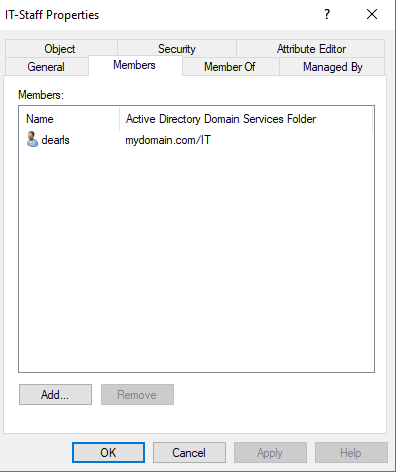 IT-Staff Properties
?
Object Security Attribute Editor
General Members Member Of Managed By
Members:
Name Active Directory Domain Services Folder
dearls mydomain.com/IT
Add... Remove
OK Cancel Apply Help